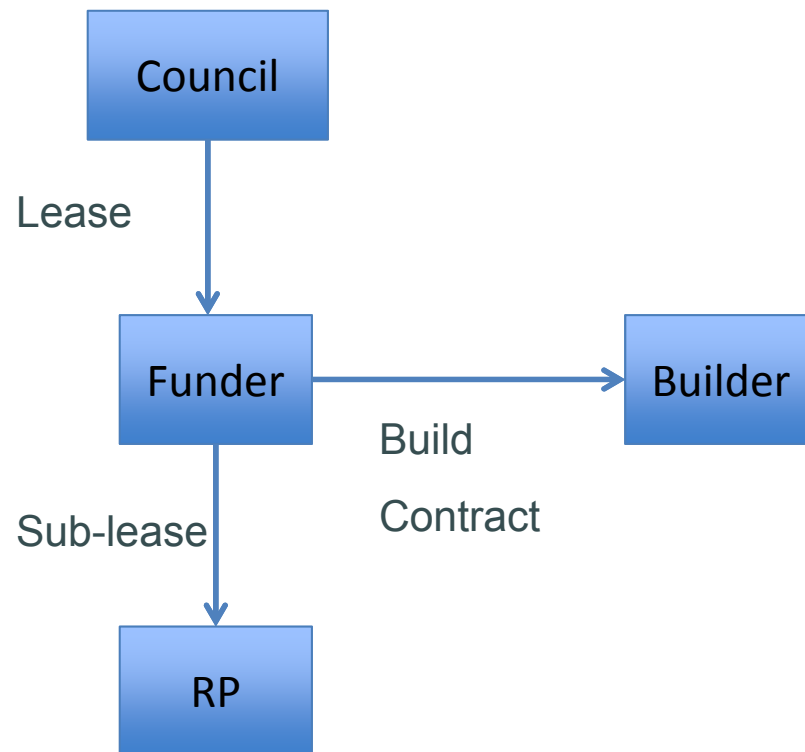 Council
Lease
Funder
Builder
Build
Contract
Sub-lease
RP